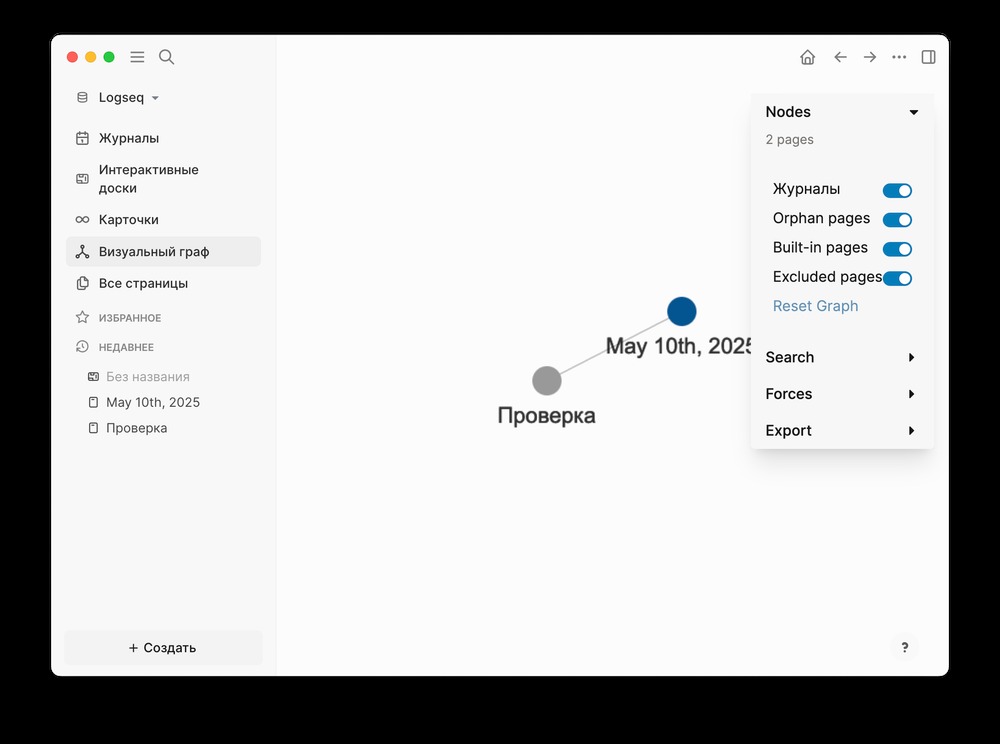 Logseq
Журналы
Интерактивные
доски
Карточки
Визуальный граф
Все страницы
ИЗБРАННОЕ
НЕДАВНЕЕ
Без названия
May 10th, 2025
Проверка
+ Создать
May 10th, 2025
Проверка
Nodes
2 pages
Журналы
Orphan pages
Built-in pages
Excluded pages
Reset Graph
Search
Forces
Export
?